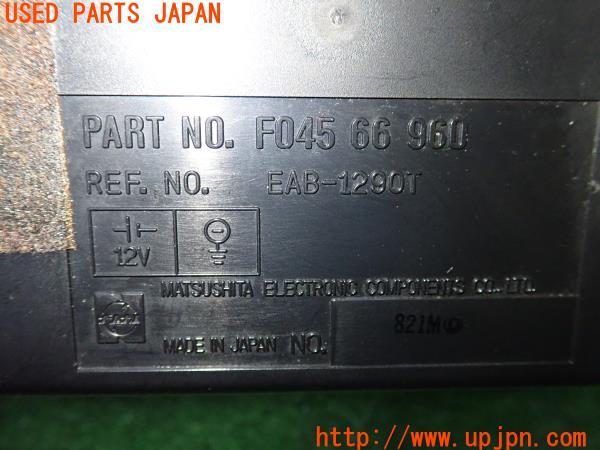 USED PARTS JAPAN
PART NO. F045 66 960
REF. NO. EAB-1290T
12V
MATSUSHITA ELECTRONIC COMPONENTS CO., LTD.
MADE IN JAPAN NO. 821M
UPJ
http://www.upjpn.com/